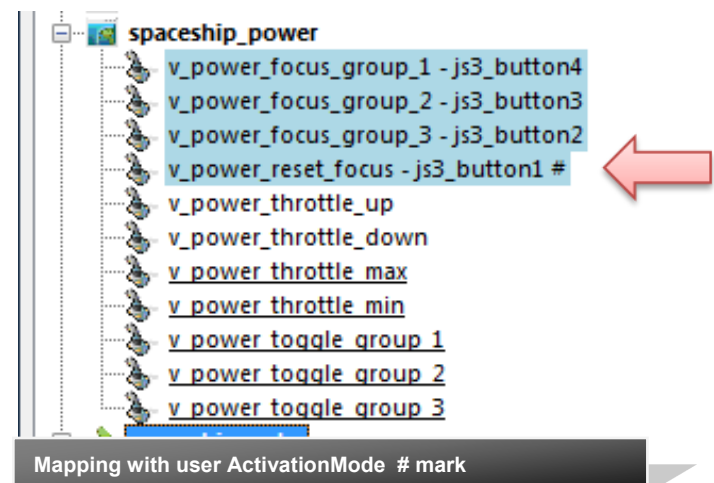 spaceship_power
v_power_focus_group_1 - js3_button4
v_power_focus_group_2 - js3_button3
v_power_focus_group_3 - js3_button2
v_power_reset_focus - js3_button1 #
v_power_throttle_up
v_power_throttle_down
v_power_throttle_max
v_power_throttle_min
v_power_toggle_group_1
v_power_toggle_group_2
v_power_toggle_group_3
Mapping with user ActivationMode # mark